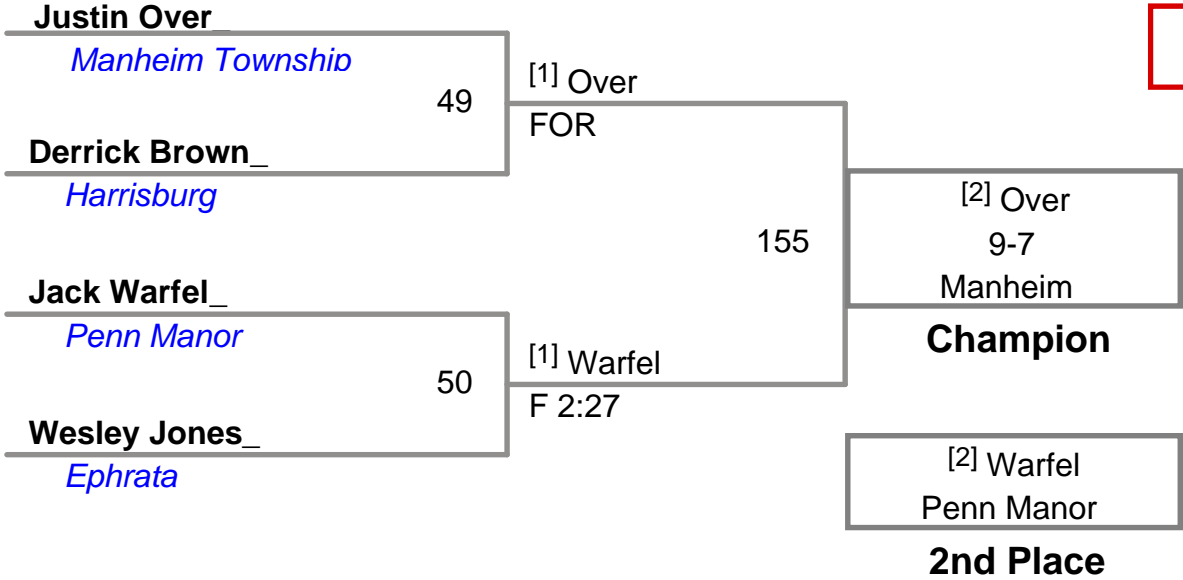 Justin Over_
Manheim Township
49
[1] Over
FOR
Derrick Brown_
Harrisburg
155
[2] Over
9-7
Manheim
Champion
Jack Warfel_
Penn Manor
50
[1] Warfel
F 2:27
Wesley Jones_
Ephrata
[2] Warfel
Penn Manor
2nd Place